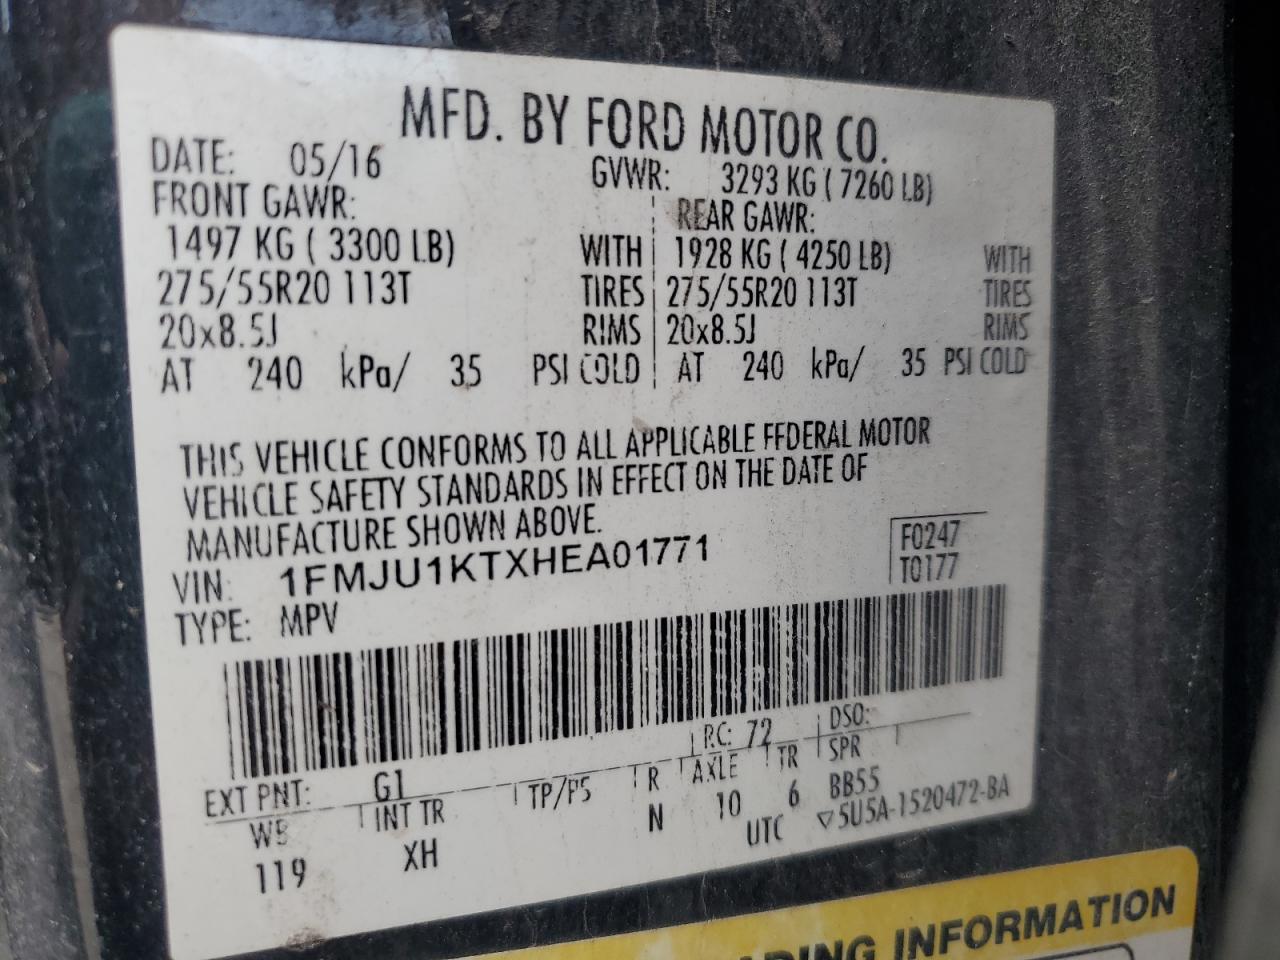 MFD. BY FORD MOTOR CO.
DATE: 05/16 GVWR: 3293 KG ( 7260 LB)
FRONT GAWR: REAR GAWR:
1497 KG ( 3300 LB) WITH 1928 KG ( 4250 LB) WITH
275/55R20 113T TIRES 275/55R20 113T TIRES
20x8.5J RIMS 20x8.5J RIMS
AT 240 kPa/ 35 PSI COLD AT 240 kPa/ 35 PSI COLD
THIS VEHICLE CONFORMS TO ALL APPLICABLE FEDERAL MOTOR
VEHICLE SAFETY STANDARDS IN EFFECT ON THE DATE OF
MANUFACTURE SHOWN ABOVE.
VIN: 1FMJU1KTXHEA01771
TYPE: MPV
F0247
T0177
EXT PNT: G1 RC: 72 DSO:
WB INT TR TP/PS R AXLE TR SPR
119 XH N 10 6 BB55
UTC ▽5U5A-1520472-BA
ADING INFORMATION